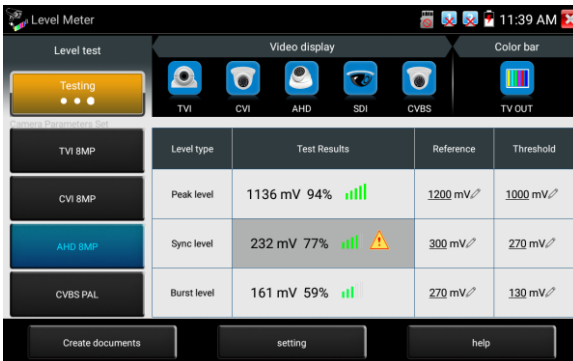 Level Meter
11:39 AM
Level test
Video display
Color bar
Testing
TVI
CVI
AHD
SDI
CVBS
TV OUT
Camera Parameters Set
TVI 8MP
CVI 8MP
AHD 8MP
CVBS PAL
Level type Test Results Reference Threshold
Peak level 1136 mV 94% 1200 mV 1000 mV
Sync level 232 mV 77% 300 mV 270 mV
Burst level 161 mV 59% 270 mV 130 mV
Create documents
setting
help